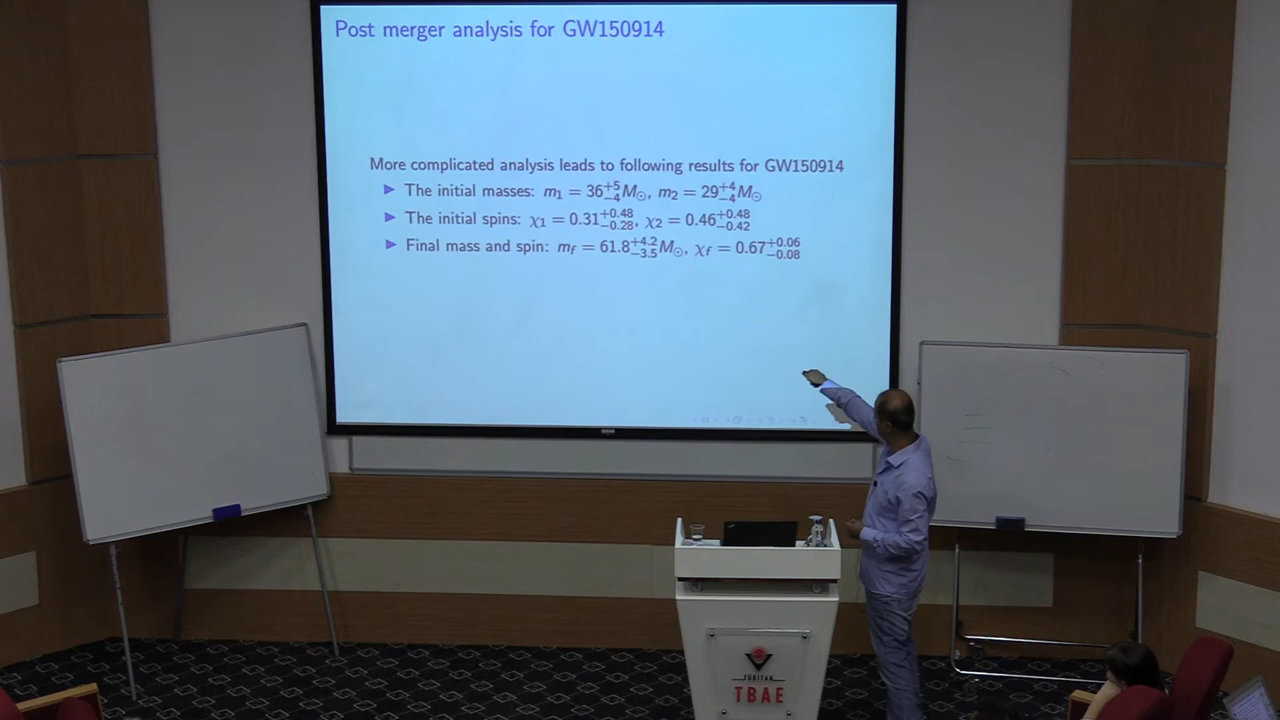 Post merger analysis for GW150914
More complicated analysis leads to following results for GW150914
▶ The initial masses: m₁ = 36⁺⁵₋₄M⊙, m₂ = 29⁺⁴₋₄M⊙
▶ The initial spins: χ₁ = 0.31⁺⁰·⁴⁸₋₀.₂₈, χ₂ = 0.46⁺⁰·⁴⁸₋₀.₄₂
▶ Final mass and spin: m_f = 61.8⁺⁴·²₋₃.₅M⊙, χ_f = 0.67⁺⁰·⁰⁶₋₀.₀₈
TÜBİTAK
TBAE